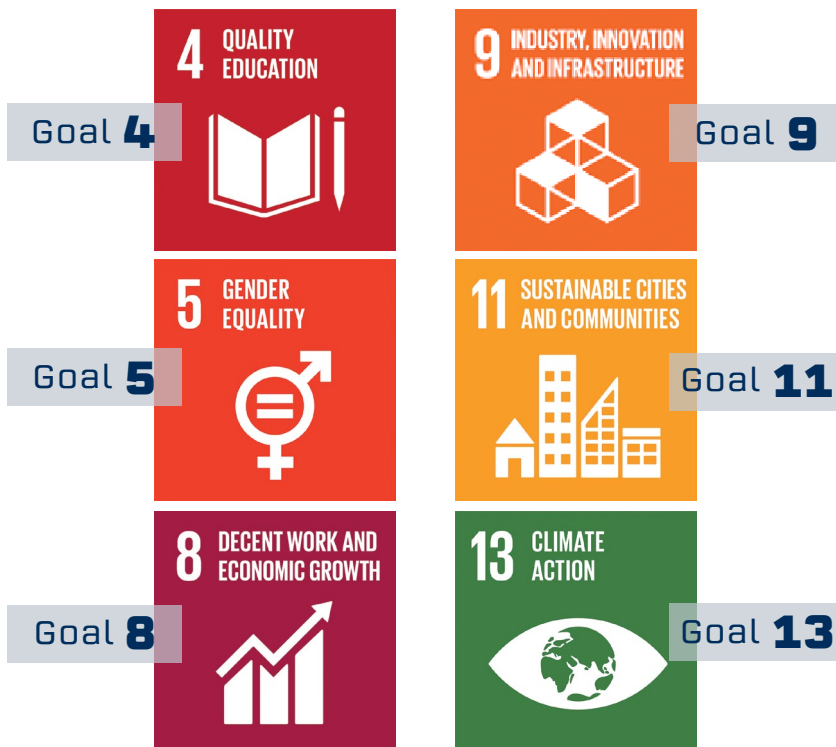 4 QUALITY
EDUCATION
Goal 4
5 GENDER
EQUALITY
Goal 5
8 DECENT WORK AND
ECONOMIC GROWTH
Goal 8
9 INDUSTRY, INNOVATION
AND INFRASTRUCTURE
Goal 9
11 SUSTAINABLE CITIES
AND COMMUNITIES
Goal 11
13 CLIMATE
ACTION
Goal 13